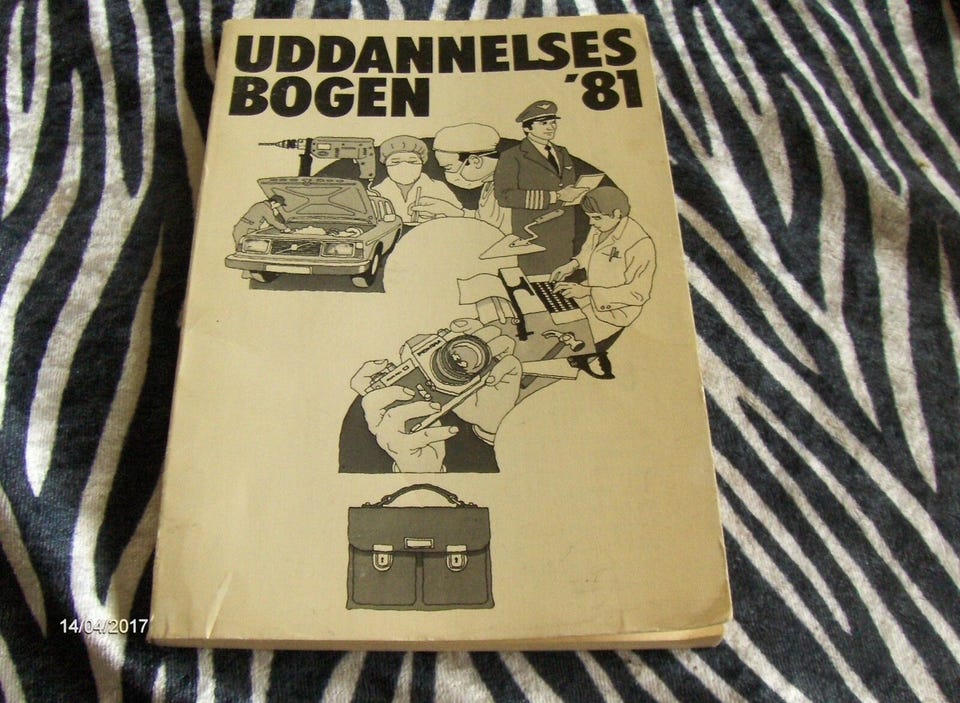 UDDANNELSES
BOGEN '81
14/04/2017